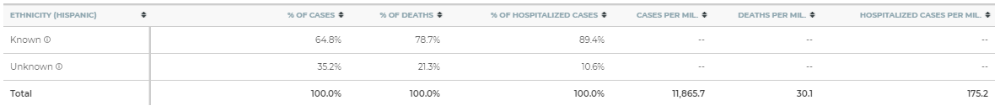 ETHNICITY (HISPANIC) % OF CASES % OF DEATHS % OF HOSPITALIZED CASES CASES PER MIL. DEATHS PER MIL. HOSPITALIZED CASES PER MIL.
Known 64.8% 78.7% 89.4% -- -- --
Unknown 35.2% 21.3% 10.6% -- -- --
Total 100.0% 100.0% 100.0% 11,865.7 30.1 175.2